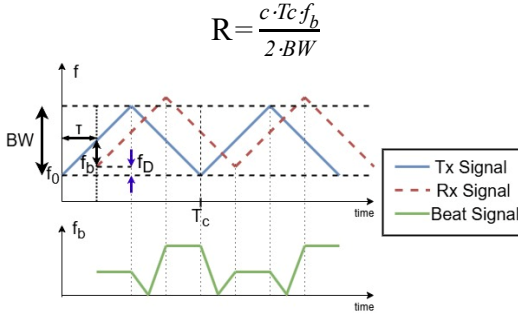 R = c·Tc·f_b / 2·BW
f
τ
BW
f_b
f_D
f_0
T_c
time
Tx Signal
Rx Signal
Beat Signal
f_b
time